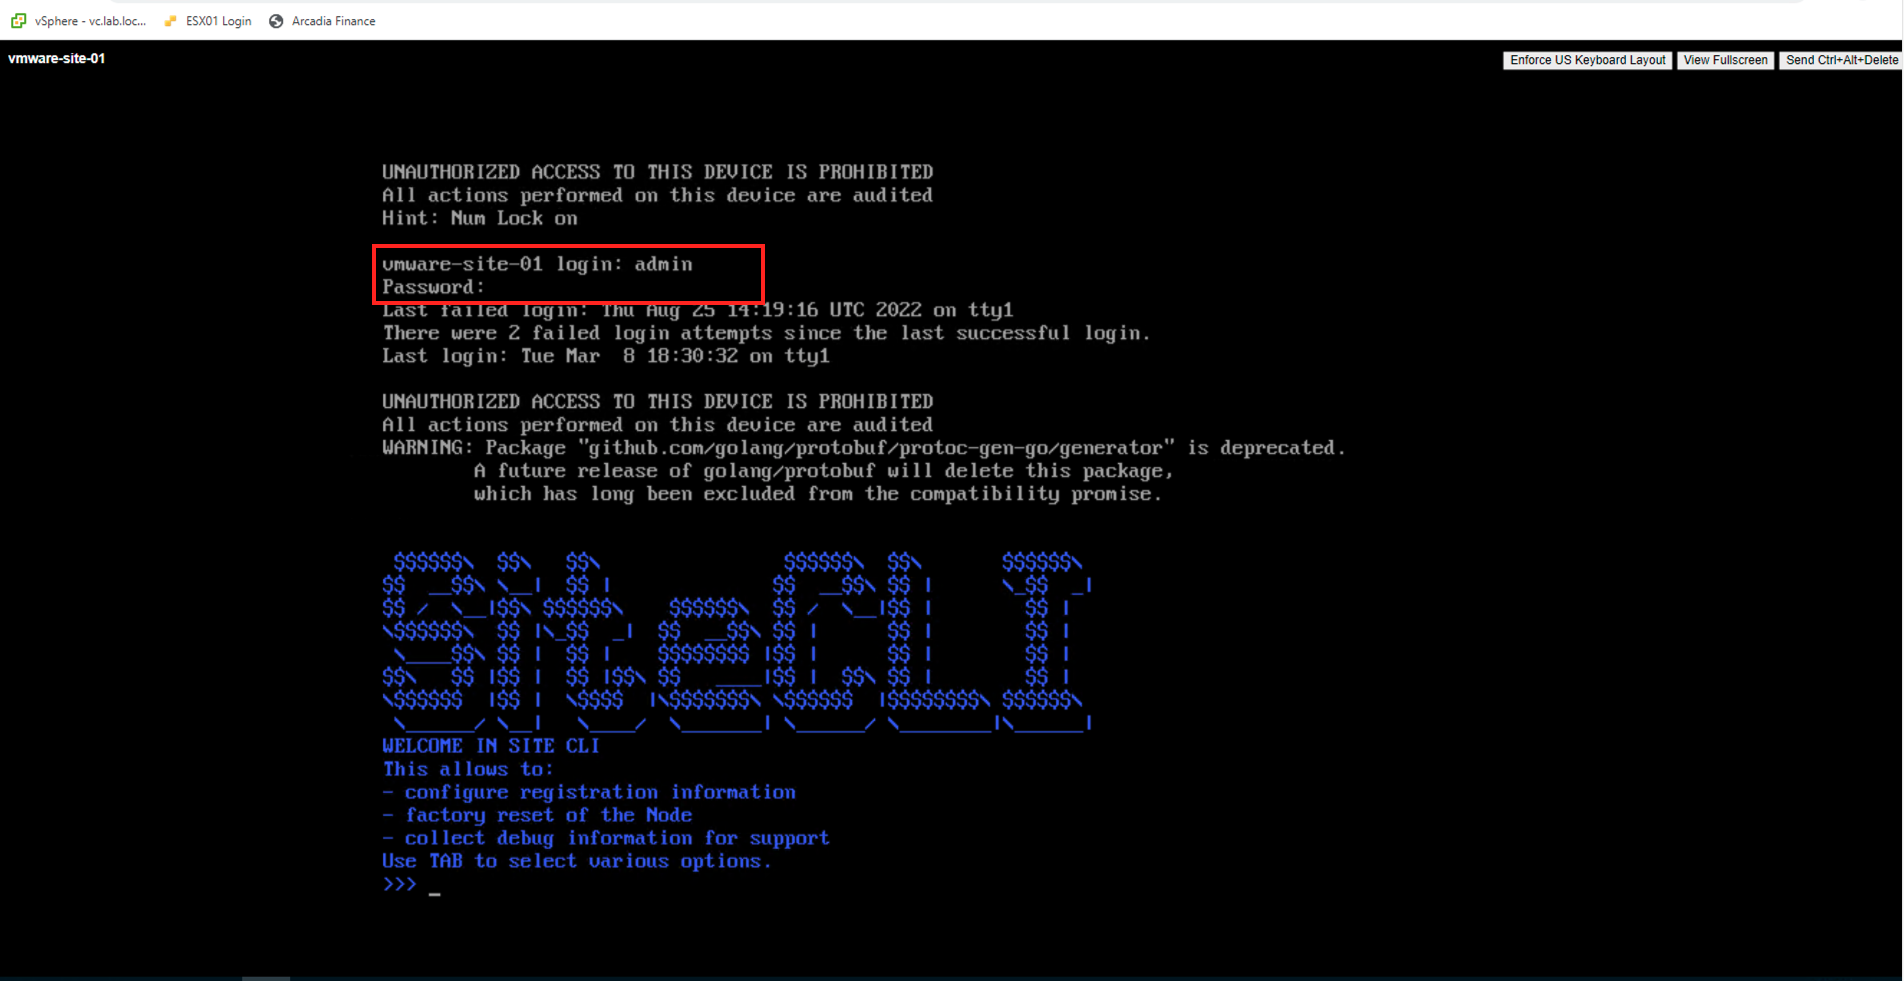 vSphere - vc.lab.loc...
ESX01 Login
Arcadia Finance
vmware-site-01
Enforce US Keyboard Layout
View Fullscreen
Send Ctrl+Alt+Delete
UNAUTHORIZED ACCESS TO THIS DEVICE IS PROHIBITED
All actions performed on this device are audited
Hint: Num Lock on
vmware-site-01 login: admin
Password:
Last failed login: Thu Aug 25 14:19:16 UTC 2022 on tty1
There were 2 failed login attempts since the last successful login.
Last login: Tue Mar  8 18:30:32 on tty1
UNAUTHORIZED ACCESS TO THIS DEVICE IS PROHIBITED
All actions performed on this device are audited
WARNING: Package "github.com/golang/protobuf/protoc-gen-go/generator" is deprecated.
A future release of golang/protobuf will delete this package,
which has long been excluded from the compatibility promise.
SiteCLI
WELCOME IN SITE CLI
This allows to:
- configure registration information
- factory reset of the Node
- collect debug information for support
Use TAB to select various options.
>>> _